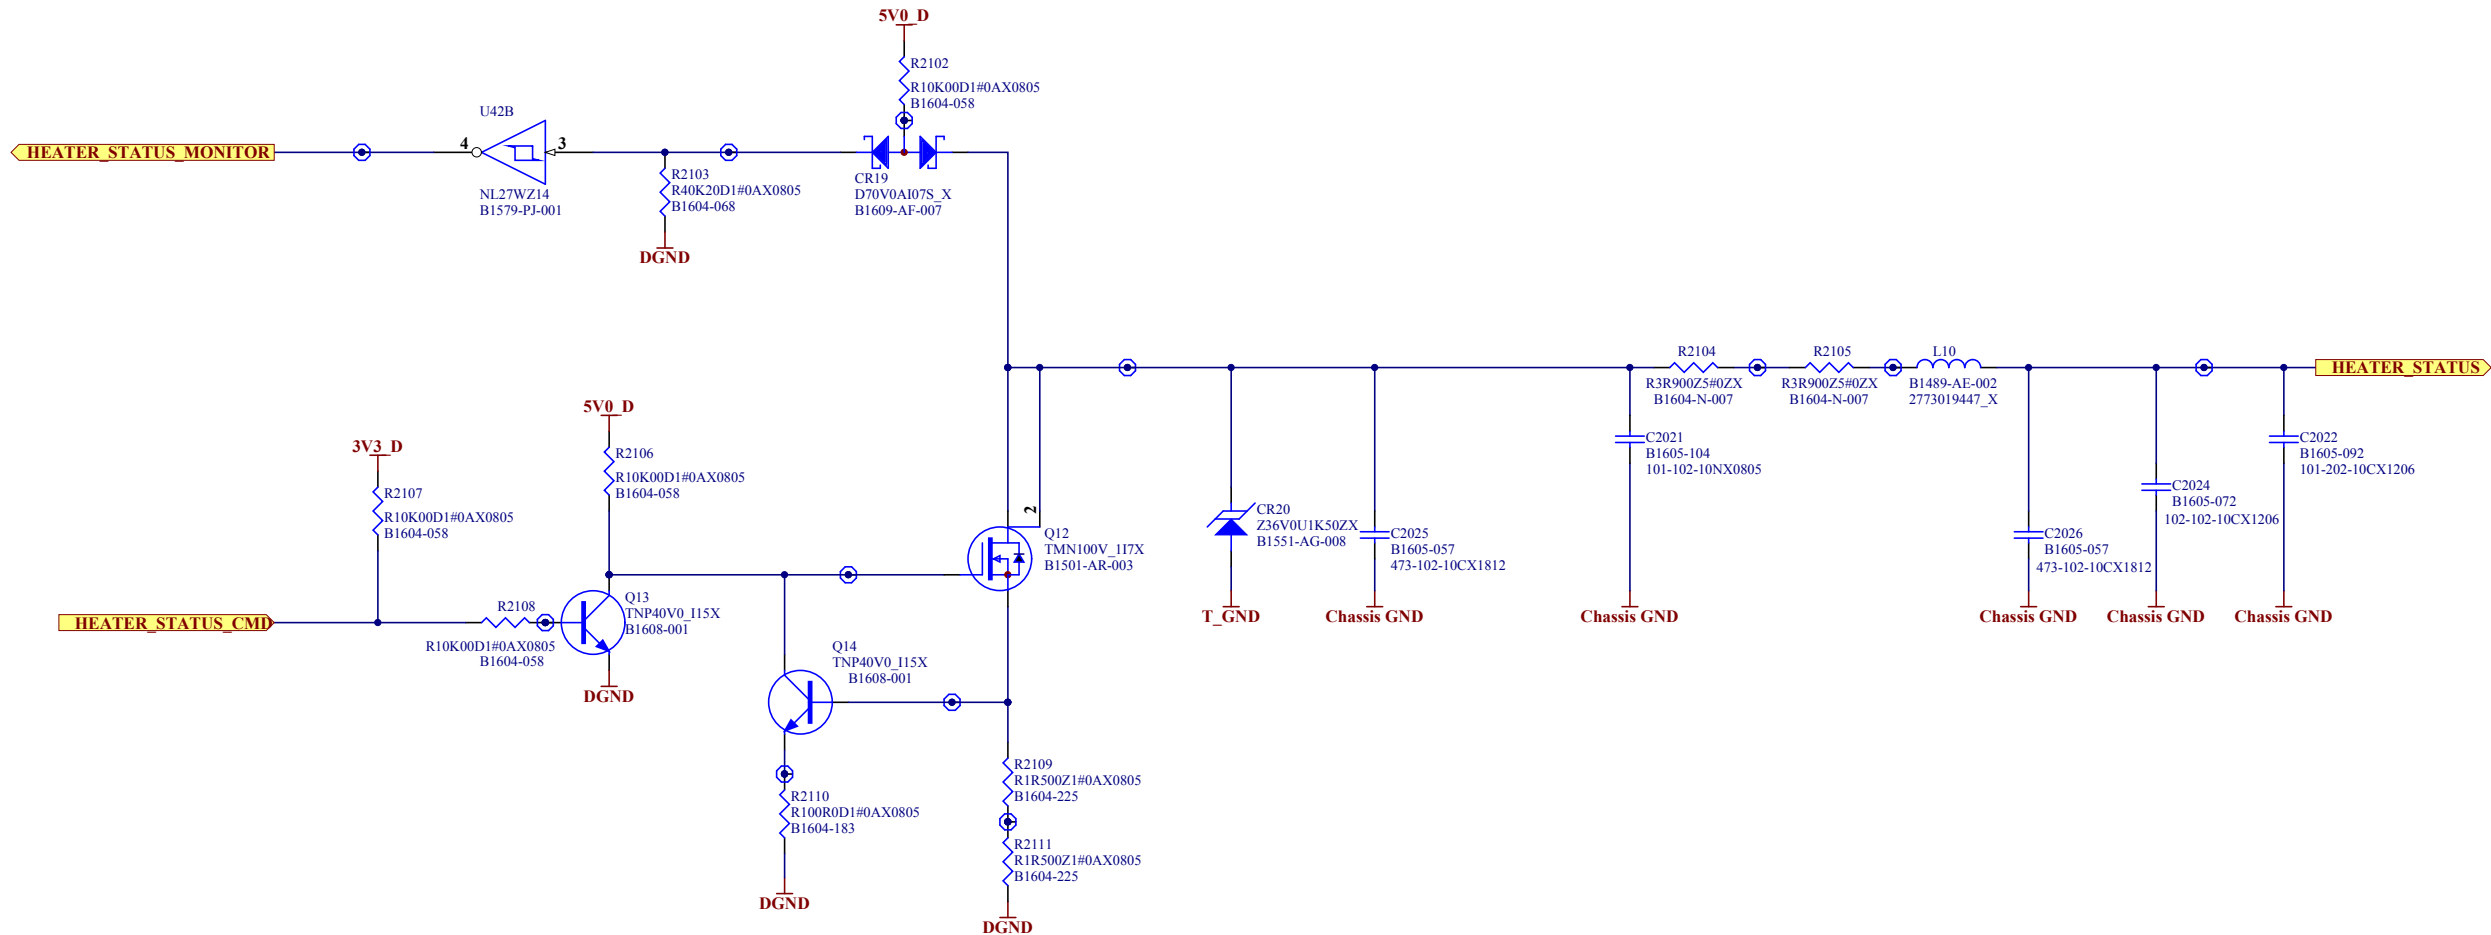 5V0_D
R2102
R10K00D1#0AX0805
B1604-058
U42B
HEATER_STATUS_MONITOR
4
3
NL27WZ14
B1579-PJ-001
R2103
R40K20D1#0AX0805
B1604-068
DGND
CR19
D70V0AI07S_X
B1609-AF-007
R2104
R3R900Z5#0ZX
B1604-N-007
R2105
R3R900Z5#0ZX
B1604-N-007
L10
B1489-AE-002
2773019447_X
HEATER_STATUS
5V0_D
R2106
R10K00D1#0AX0805
B1604-058
3V3_D
R2107
R10K00D1#0AX0805
B1604-058
C2021
B1605-104
101-102-10NX0805
C2022
B1605-092
101-202-10CX1206
C2024
B1605-072
102-102-10CX1206
2
Q12
TMN100V_1I7X
B1501-AR-003
CR20
Z36V0U1K50ZX
B1551-AG-008
C2025
B1605-057
473-102-10CX1812
C2026
B1605-057
473-102-10CX1812
T_GND
Chassis GND
Chassis GND
Chassis GND
Chassis GND
Chassis GND
HEATER_STATUS_CMD
R2108
R10K00D1#0AX0805
B1604-058
Q13
TNP40V0_I15X
B1608-001
DGND
Q14
TNP40V0_I15X
B1608-001
R2109
R1R500Z1#0AX0805
B1604-225
R2110
R100R0D1#0AX0805
B1604-183
R2111
R1R500Z1#0AX0805
B1604-225
DGND
DGND